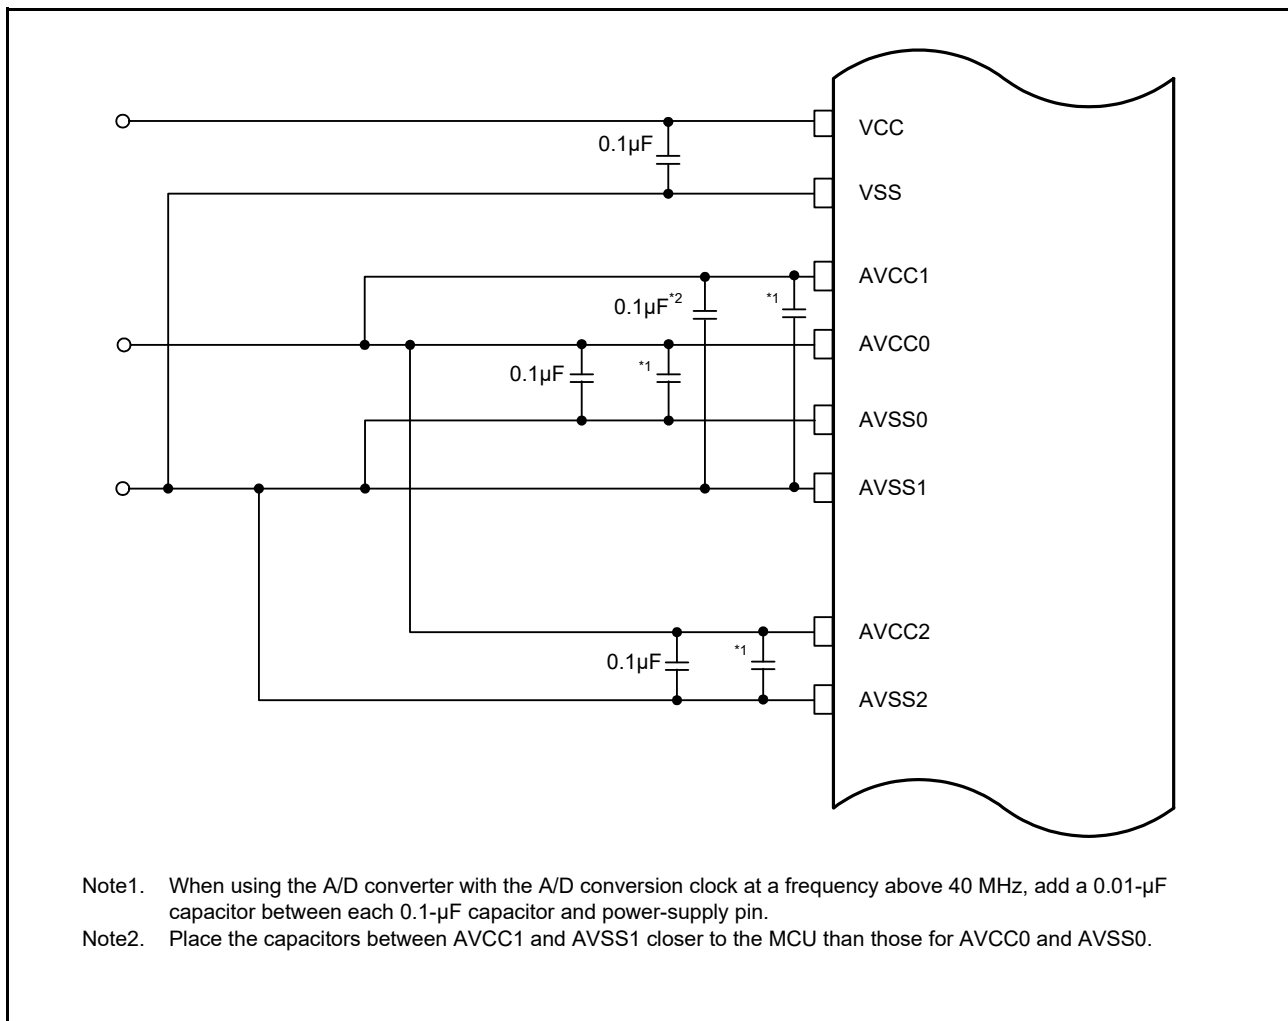 VCC
0.1µF
VSS
AVCC1
0.1µF*2
*1
AVCC0
0.1µF
*1
AVSS0
AVSS1
AVCC2
0.1µF
*1
AVSS2
Note1. When using the A/D converter with the A/D conversion clock at a frequency above 40 MHz, add a 0.01-µF
capacitor between each 0.1-µF capacitor and power-supply pin.
Note2. Place the capacitors between AVCC1 and AVSS1 closer to the MCU than those for AVCC0 and AVSS0.